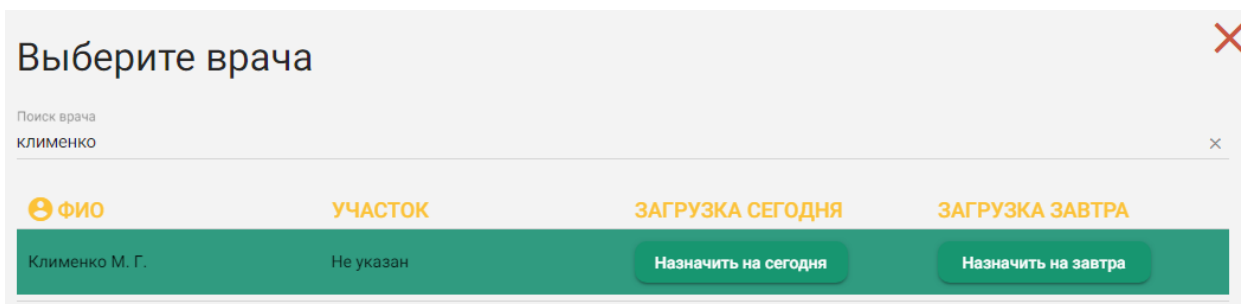 Выберите врача
Поиск врача
клименко
ФИО УЧАСТОК ЗАГРУЗКА СЕГОДНЯ ЗАГРУЗКА ЗАВТРА
Клименко М. Г. Не указан Назначить на сегодня Назначить на завтра